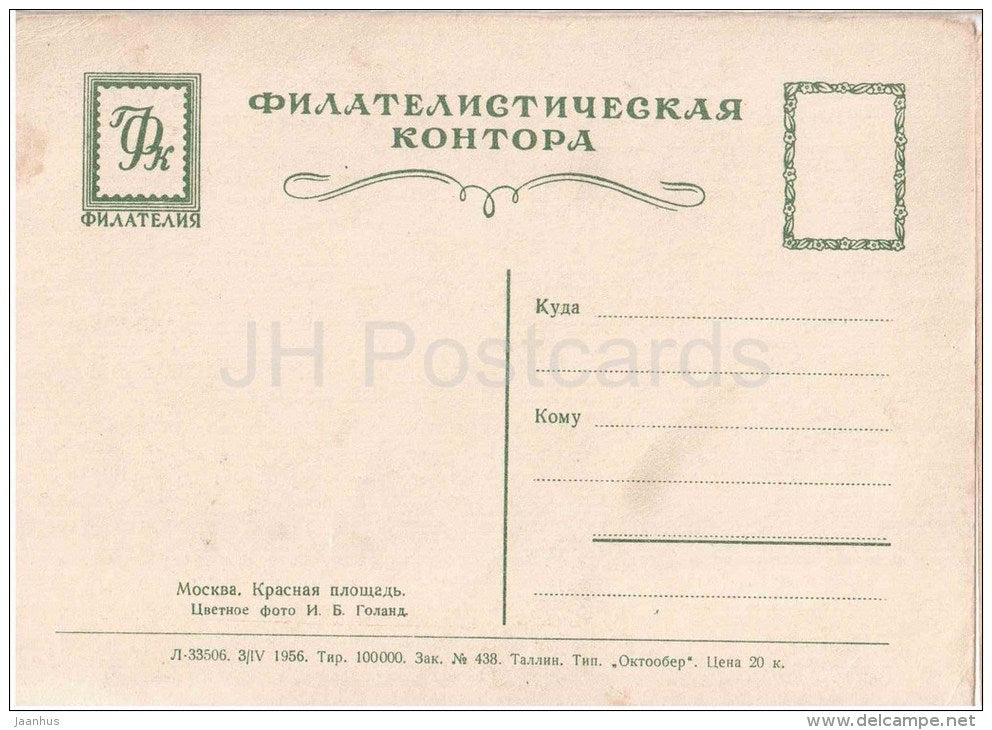 ГФК
ФИЛАТЕЛИЯ
ФИЛАТЕЛИСТИЧЕСКАЯ
КОНТОРА
Куда
Кому
JH Postcards
Москва. Красная площадь.
Цветное фото И. Б. Голанд.
Л-33506. 3/IV 1956. Тир. 100000. Зак. № 438. Таллин. Тип. „Октообер“. Цена 20 к.
jaanhus
www.delcampe.net